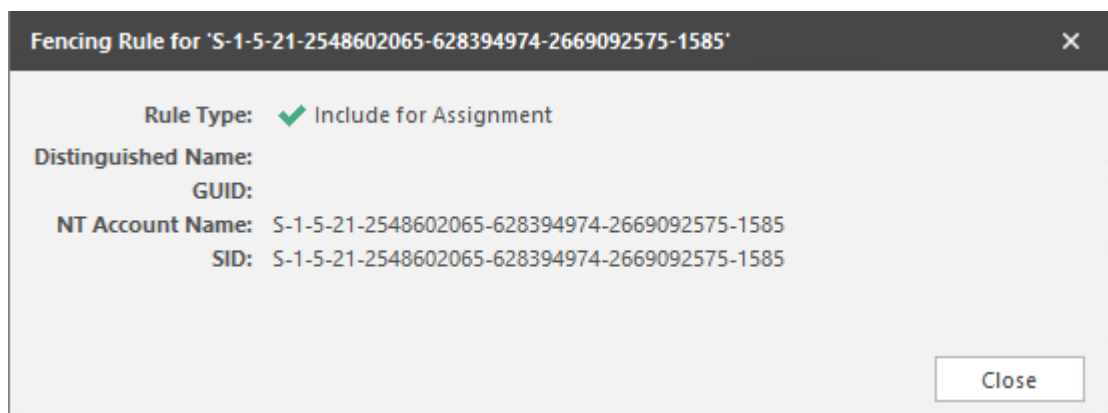 Fencing Rule for 'S-1-5-21-2548602065-628394974-2669092575-1585'
Rule Type: Include for Assignment
Distinguished Name:
GUID:
NT Account Name: S-1-5-21-2548602065-628394974-2669092575-1585
SID: S-1-5-21-2548602065-628394974-2669092575-1585
Close